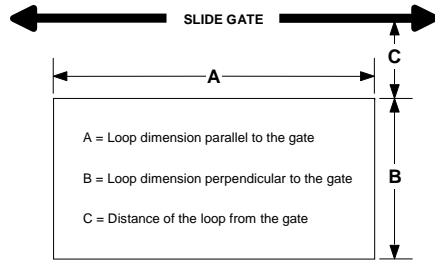 SLIDE GATE
C
A
A = Loop dimension parallel to the gate
B = Loop dimension perpendicular to the gate
B
C = Distance of the loop from the gate